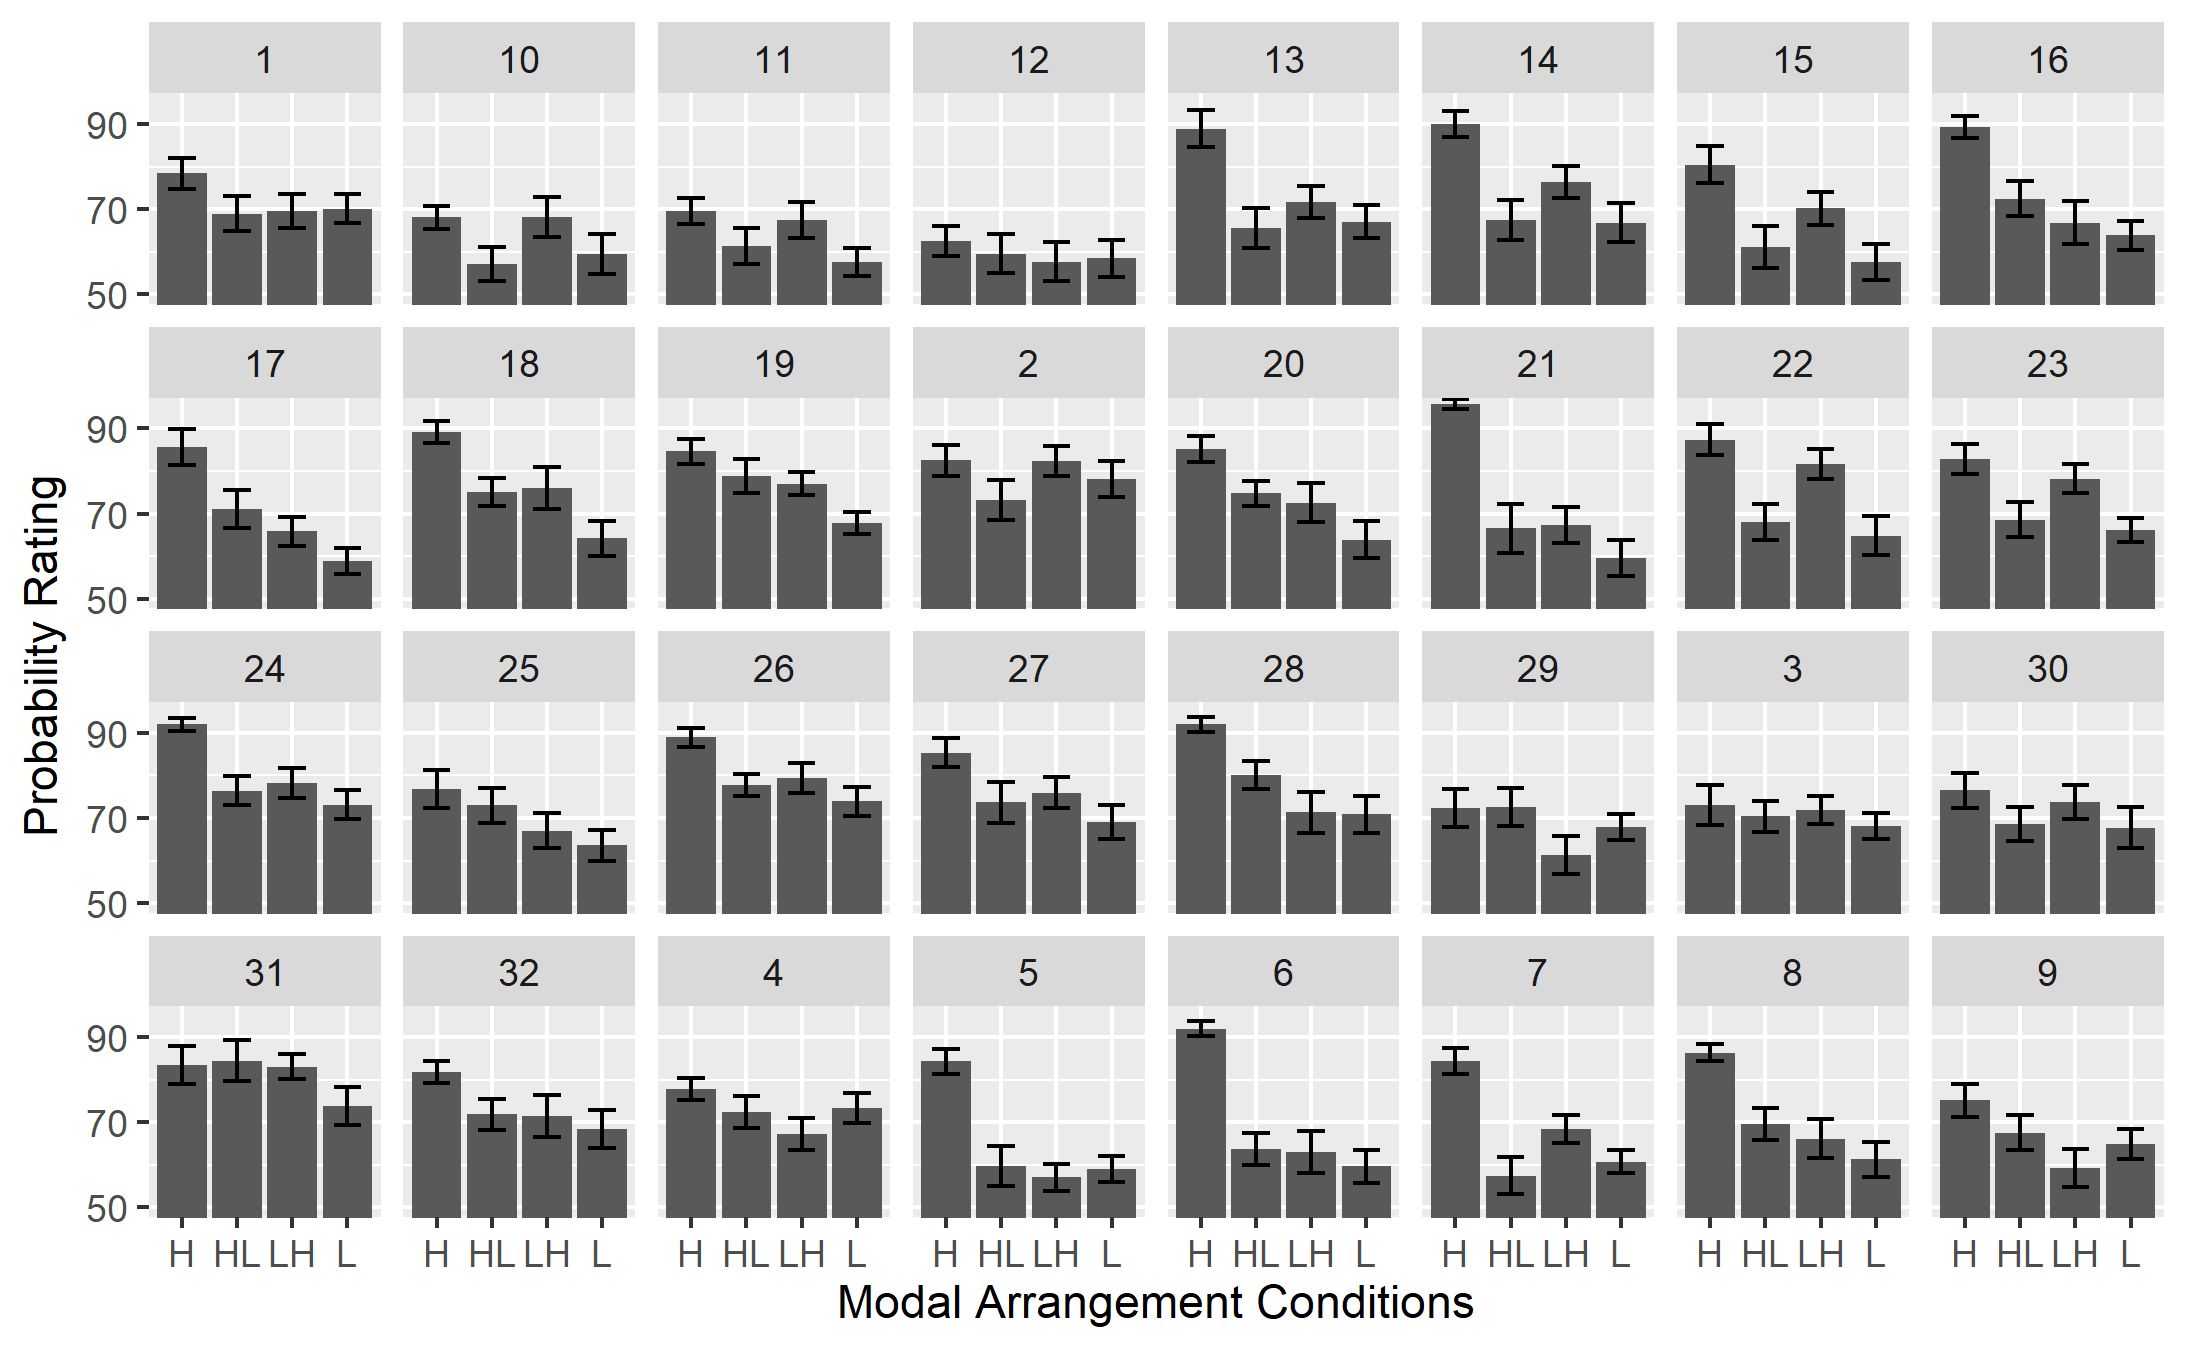 1 10 11 12 13 14 15 16
90
70
50
17 18 19 2 20 21 22 23
90
70
50
24 25 26 27 28 29 3 30
90
70
50
31 32 4 5 6 7 8 9
90
70
50
H HL LH L H HL LH L H HL LH L H HL LH L H HL LH L H HL LH L H HL LH L H HL LH L
Modal Arrangement Conditions
Probability Rating